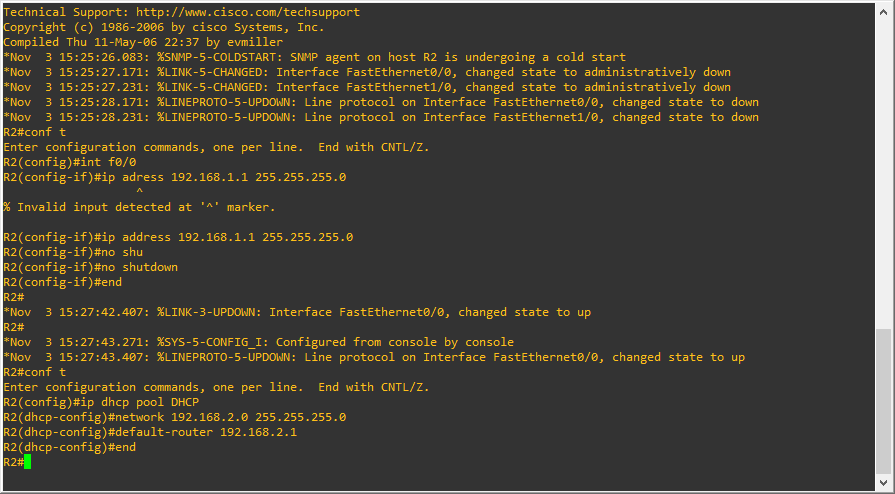 Technical Support: http://www.cisco.com/techsupport
Copyright (c) 1986-2006 by cisco Systems, Inc.
Compiled Thu 11-May-06 22:37 by evmiller
*Nov  3 15:25:26.083: %SNMP-5-COLDSTART: SNMP agent on host R2 is undergoing a cold start
*Nov  3 15:25:27.171: %LINK-5-CHANGED: Interface FastEthernet0/0, changed state to administratively down
*Nov  3 15:25:27.231: %LINK-5-CHANGED: Interface FastEthernet1/0, changed state to administratively down
*Nov  3 15:25:28.171: %LINEPROTO-5-UPDOWN: Line protocol on Interface FastEthernet0/0, changed state to down
*Nov  3 15:25:28.231: %LINEPROTO-5-UPDOWN: Line protocol on Interface FastEthernet1/0, changed state to down
R2#conf t
Enter configuration commands, one per line.  End with CNTL/Z.
R2(config)#int f0/0
R2(config-if)#ip adress 192.168.1.1 255.255.255.0
                   ^
% Invalid input detected at '^' marker.

R2(config-if)#ip address 192.168.1.1 255.255.255.0
R2(config-if)#no shu
R2(config-if)#no shutdown
R2(config-if)#end
R2#
*Nov  3 15:27:42.407: %LINK-3-UPDOWN: Interface FastEthernet0/0, changed state to up
R2#
*Nov  3 15:27:43.271: %SYS-5-CONFIG_I: Configured from console by console
*Nov  3 15:27:43.407: %LINEPROTO-5-UPDOWN: Line protocol on Interface FastEthernet0/0, changed state to up
R2#conf t
Enter configuration commands, one per line.  End with CNTL/Z.
R2(config)#ip dhcp pool DHCP
R2(dhcp-config)#network 192.168.2.0 255.255.255.0
R2(dhcp-config)#default-router 192.168.2.1
R2(dhcp-config)#end
R2#